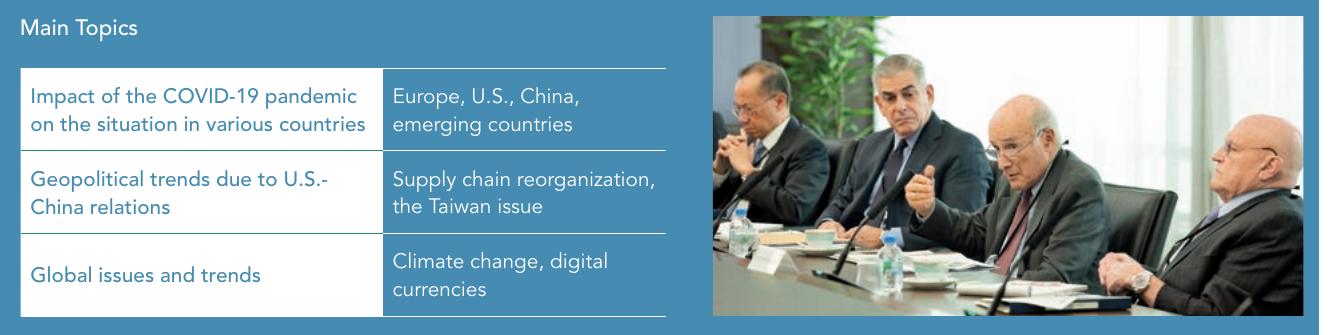 Main Topics
Impact of the COVID-19 pandemic
on the situation in various countries
Europe, U.S., China,
emerging countries
Geopolitical trends due to U.S.-
China relations
Supply chain reorganization,
the Taiwan issue
Global issues and trends
Climate change, digital
currencies